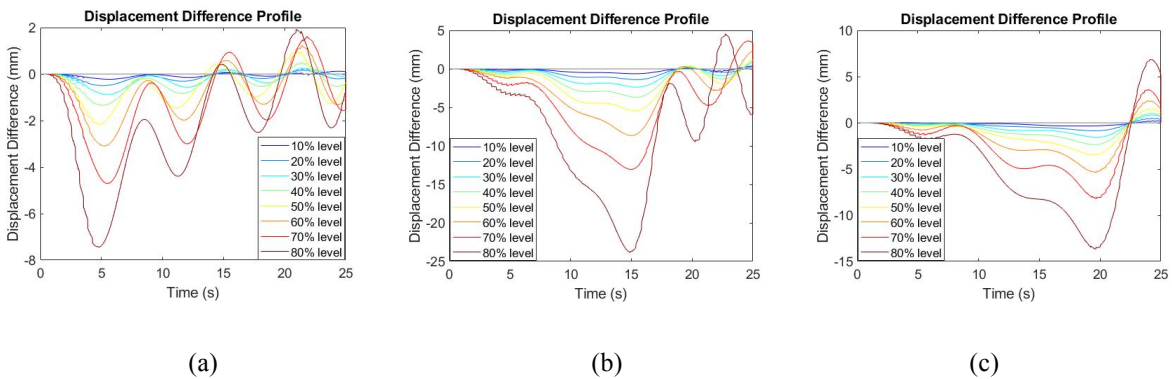 Displacement Difference Profile
2
0
-2
-4
-6
-8
Displacement Difference (mm)
10% level
20% level
30% level
40% level
50% level
60% level
70% level
80% level
0 5 10 15 20 25
Time (s)
(a)
Displacement Difference Profile
5
0
-5
-10
-15
-20
-25
Displacement Difference (mm)
10% level
20% level
30% level
40% level
50% level
60% level
70% level
80% level
0 5 10 15 20 25
Time (s)
(b)
Displacement Difference Profile
10
5
0
-5
-10
-15
Displacement Difference (mm)
10% level
20% level
30% level
40% level
50% level
60% level
70% level
80% level
0 5 10 15 20 25
Time (s)
(c)